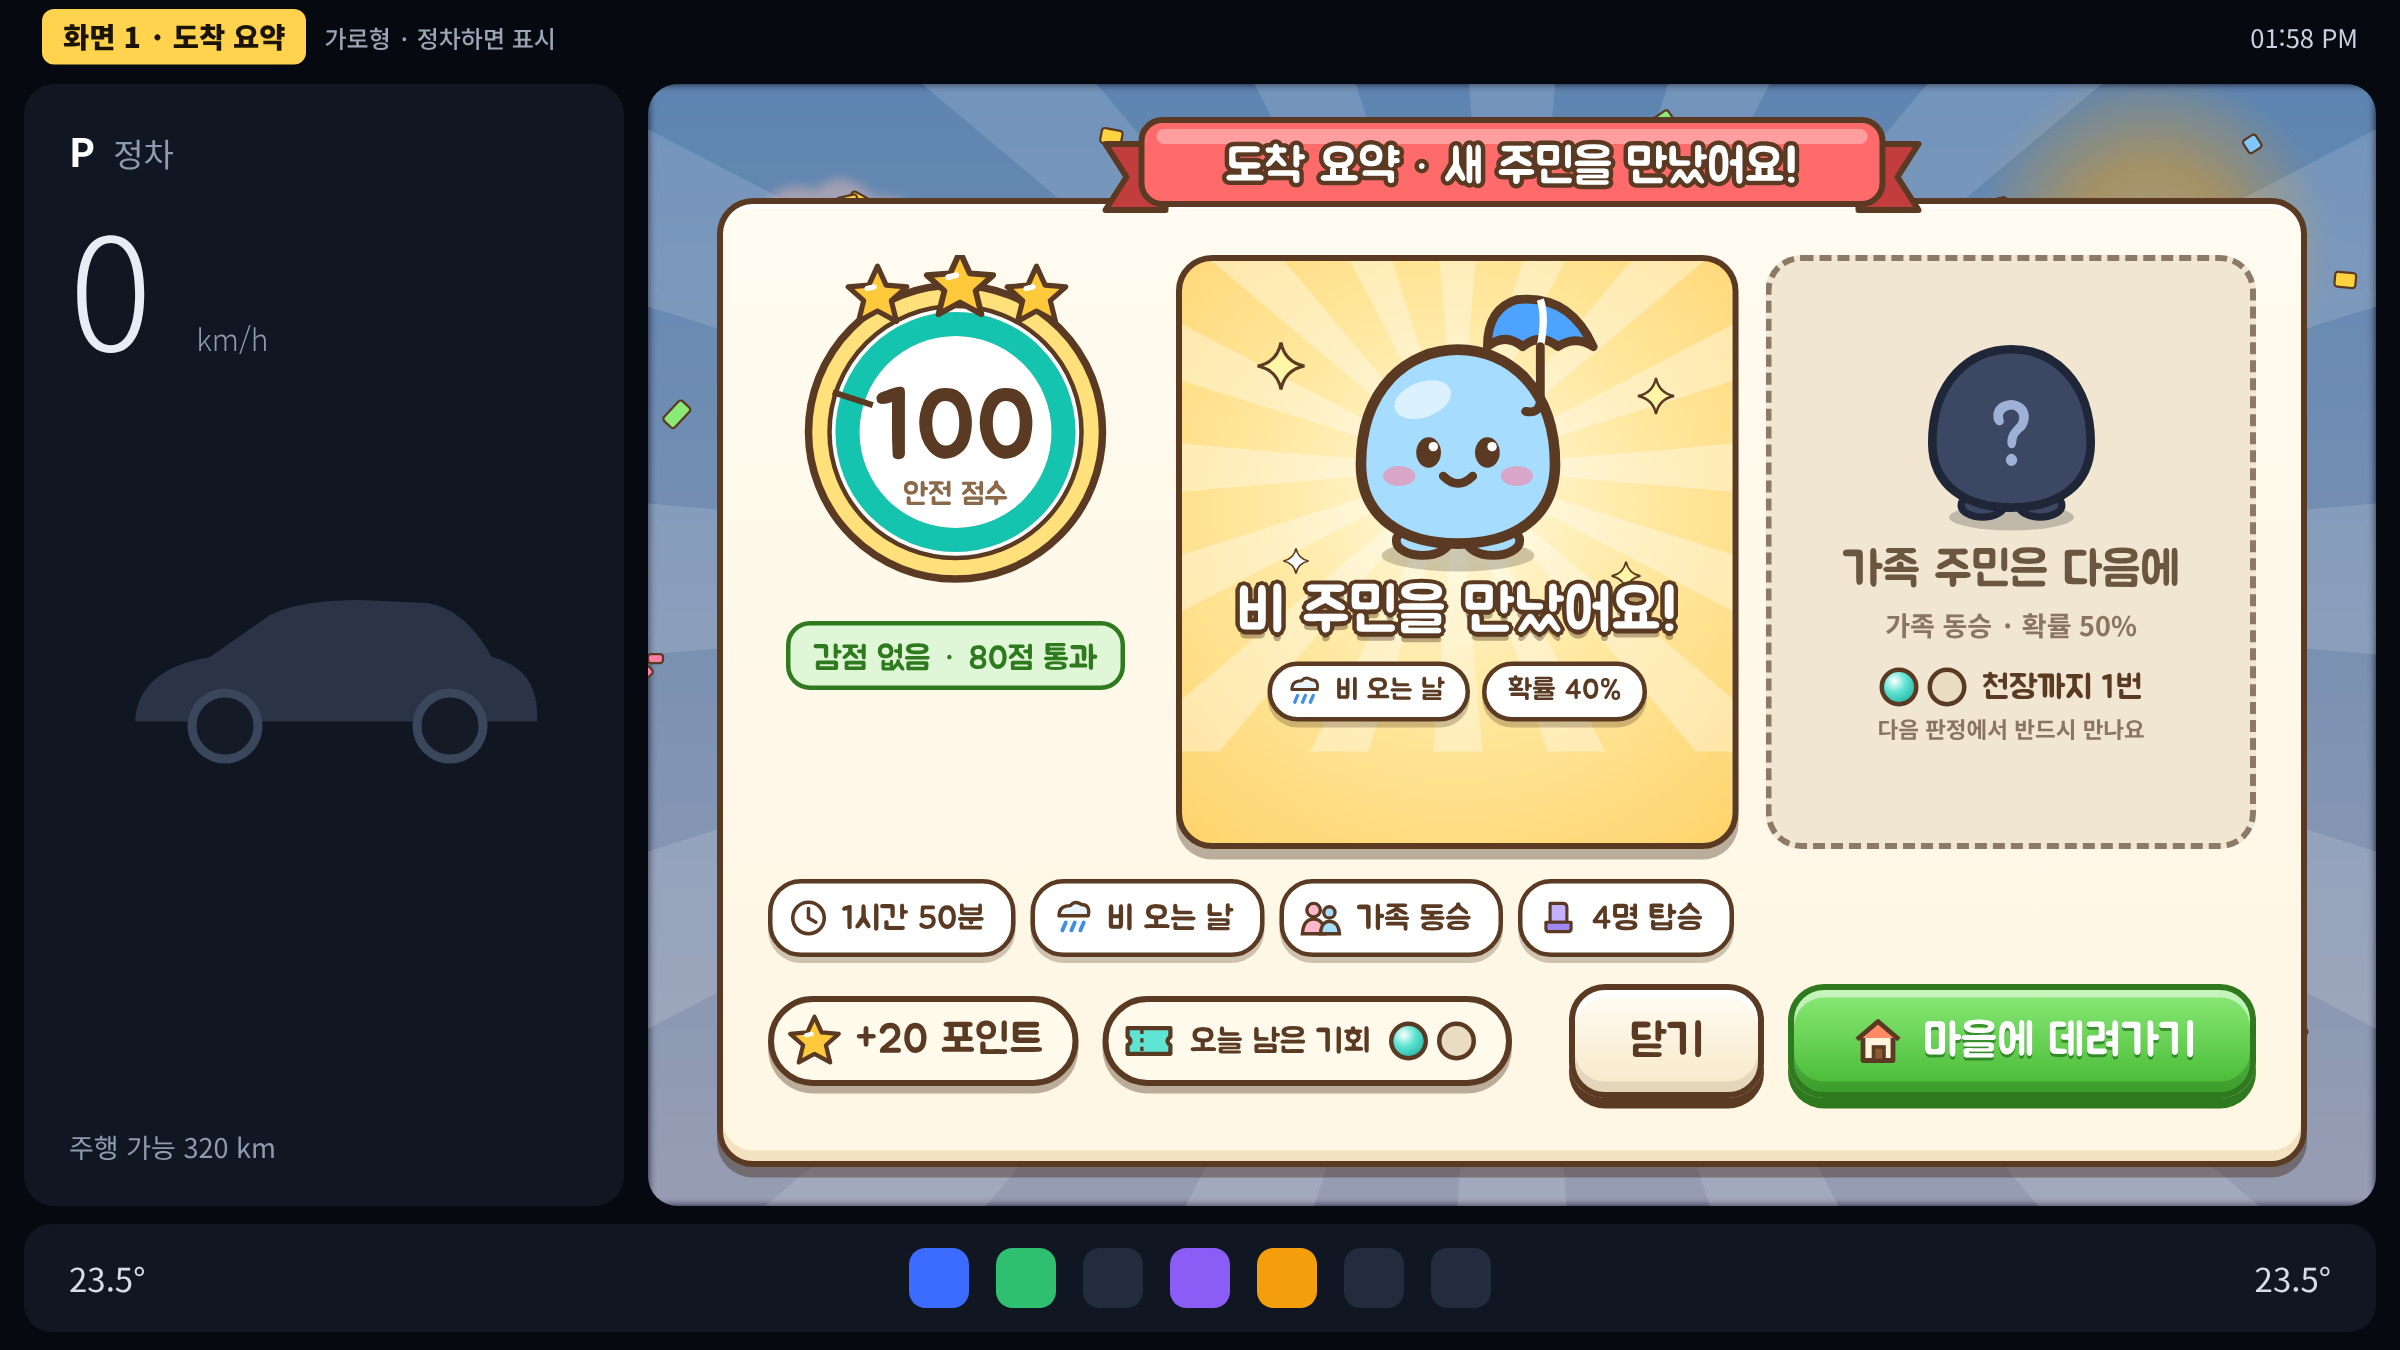 화면 1 · 도착 요약
가로형 · 정차하면 표시
01:58 PM
P 정차
0 km/h
주행 가능 320 km
도착 요약 · 새 주민을 만났어요!
100
안전 점수
감점 없음 · 80점 통과
비 주민을 만났어요!
비 오는 날
확률 40%
?
가족 주민은 다음에
가족 동승 · 확률 50%
천장까지 1번
다음 판정에서 반드시 만나요
1시간 50분
비 오는 날
가족 동승
4명 탑승
+20 포인트
오늘 남은 기회
닫기
마을에 데려가기
23.5°
23.5°